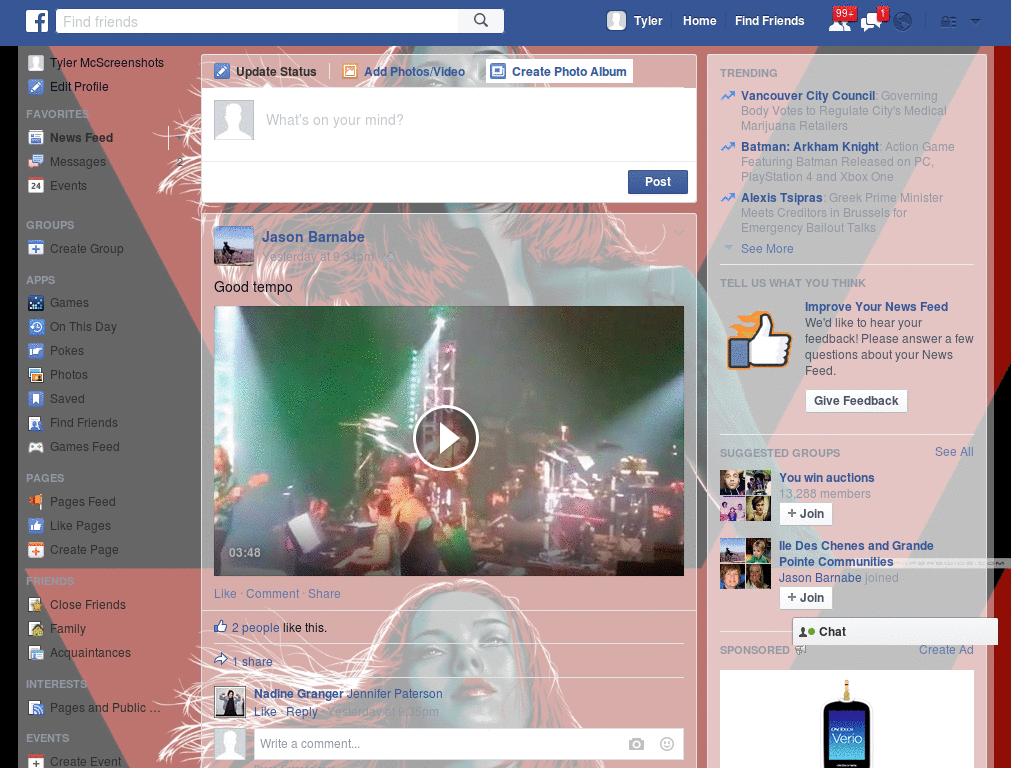 f
Find friends
Tyler
Home
Find Friends
99+
1
Tyler McScreenshots
Edit Profile
FAVORITES
News Feed
Messages
2
24
Events
GROUPS
Create Group
APPS
Games
On This Day
Pokes
Photos
Saved
Find Friends
Games Feed
PAGES
Pages Feed
Like Pages
Create Page
FRIENDS
Close Friends
Family
Acquaintances
INTERESTS
Pages and Public ...
EVENTS
Create Event
Update Status
Add Photos/Video
Create Photo Album
What's on your mind?
Post
Jason Barnabe
Yesterday at 9:34pm
Good tempo
03:48
Like · Comment · Share
2 people like this.
1 share
Nadine Granger Jennifer Paterson
Like · Reply · Yesterday at 9:35pm
Write a comment...
TRENDING
Vancouver City Council: Governing
Body Votes to Regulate City's Medical
Marijuana Retailers
Batman: Arkham Knight: Action Game
Featuring Batman Released on PC,
PlayStation 4 and Xbox One
Alexis Tsipras: Greek Prime Minister
Meets Creditors in Brussels for
Emergency Bailout Talks
See More
TELL US WHAT YOU THINK
Improve Your News Feed
We'd like to hear your
feedback! Please answer a few
questions about your News
Feed.
Give Feedback
SUGGESTED GROUPS
See All
You win auctions
13,288 members
+ Join
Ile Des Chenes and Grande
Pointe Communities
Jason Barnabe joined
+ Join
Chat
SPONSORED
Create Ad
Verio